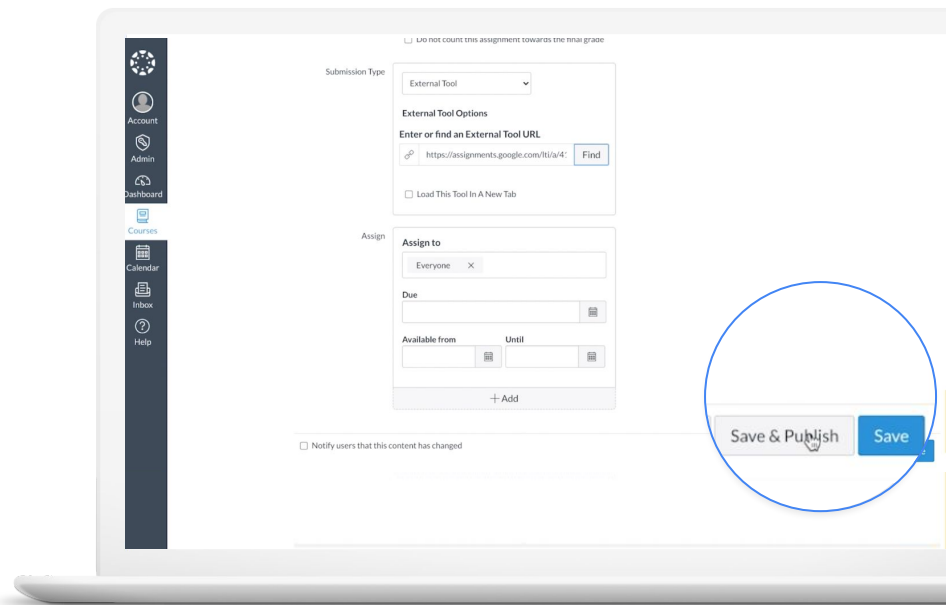 Do not count this assignment towards the final grade
Submission Type
External Tool
External Tool Options
Enter or find an External Tool URL
https://assignments.google.com/lti/a/4
Find
Load This Tool In A New Tab
Account
Admin
Dashboard
Courses
Calendar
Inbox
Help
Assign
Assign to
Everyone
Due
Available from
Until
Add
Notify users that this content has changed
Save & Publish
Save